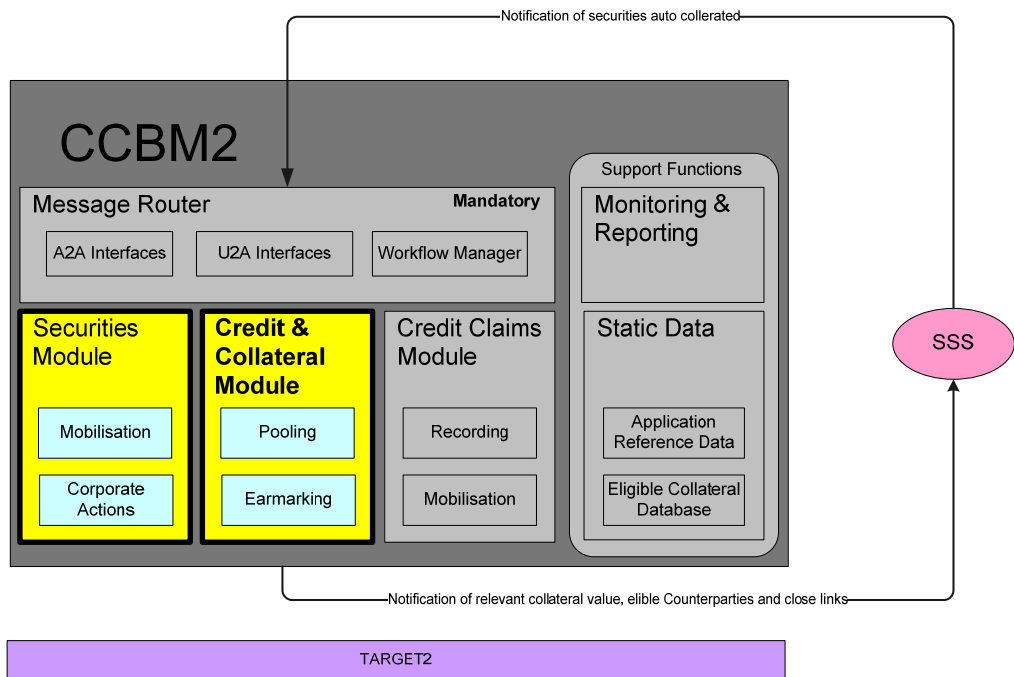 Notification of securities auto collerated
CCBM2
Support Functions
Message Router
Mandatory
A2A Interfaces
U2A Interfaces
Workflow Manager
Monitoring &
Reporting
Securities
Module
Mobilisation
Corporate
Actions
Credit &
Collateral
Module
Pooling
Earmarking
Credit Claims
Module
Recording
Mobilisation
Static Data
Application
Reference Data
Eligible Collateral
Database
SSS
Notification of relevant collateral value, elible Counterparties and close links
TARGET2